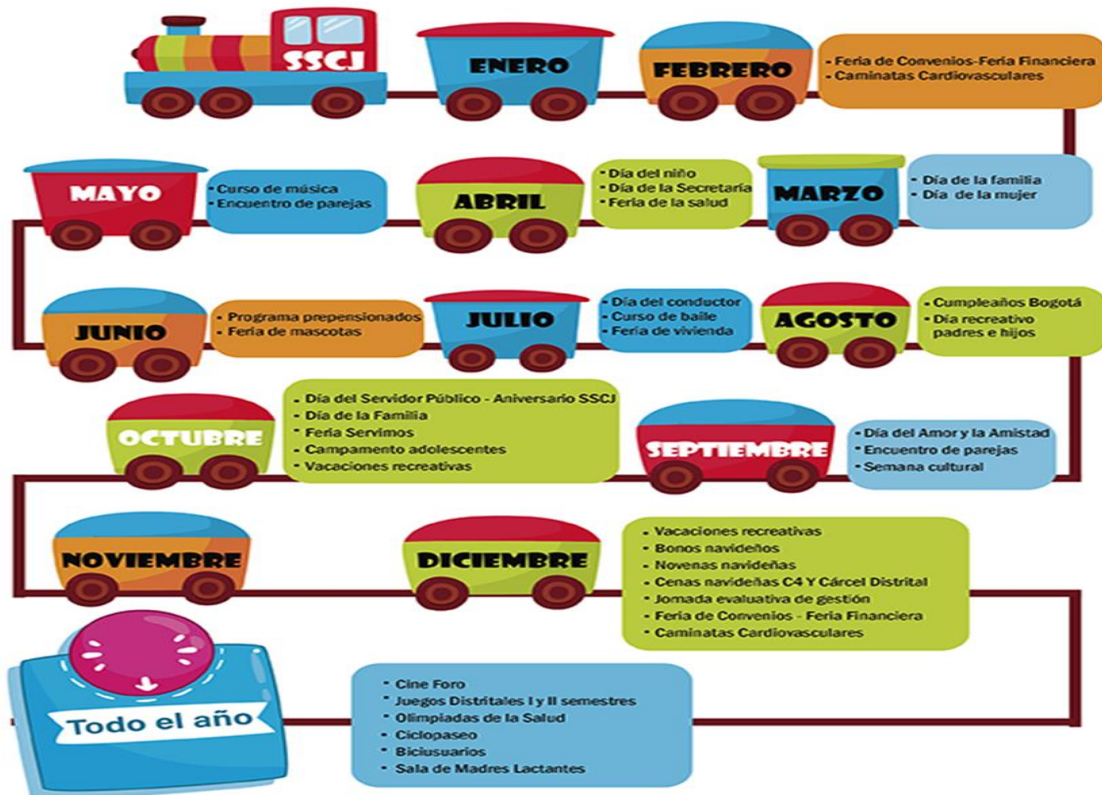 SSCJ
ENERO
FEBRERO
- Feria de Convenios-Feria Financiera
- Caminatas Cardiovasculares
MARZO
- Día de la familia
- Día de la mujer
ABRIL
- Día del niño
- Día de la Secretaría
- Feria de la salud
MAYO
- Curso de música
- Encuentro de parejas
JUNIO
- Programa prepensionados
- Feria de mascotas
JULIO
- Día del conductor
- Curso de baile
- Feria de vivienda
AGOSTO
- Cumpleaños Bogotá
- Día recreativo
padres e hijos
SEPTIEMBRE
- Día del Amor y la Amistad
- Encuentro de parejas
- Semana cultural
OCTUBRE
- Día del Servidor Público - Aniversario SSCJ
- Día de la Familia
- Feria Servimos
- Campamento adolescentes
- Vacaciones recreativas
NOVIEMBRE
DICIEMBRE
- Vacaciones recreativas
- Bonos navideños
- Novenas navideñas
- Cenas navideñas C4 Y Cárcel Distrital
- Jornada evaluativa de gestión
- Feria de Convenios - Feria Financiera
- Caminatas Cardiovasculares
Todo el año
- Cine Foro
- Juegos Distritales I y II semestres
- Olimpiadas de la Salud
- Ciclopaseo
- Biciusuarios
- Sala de Madres Lactantes